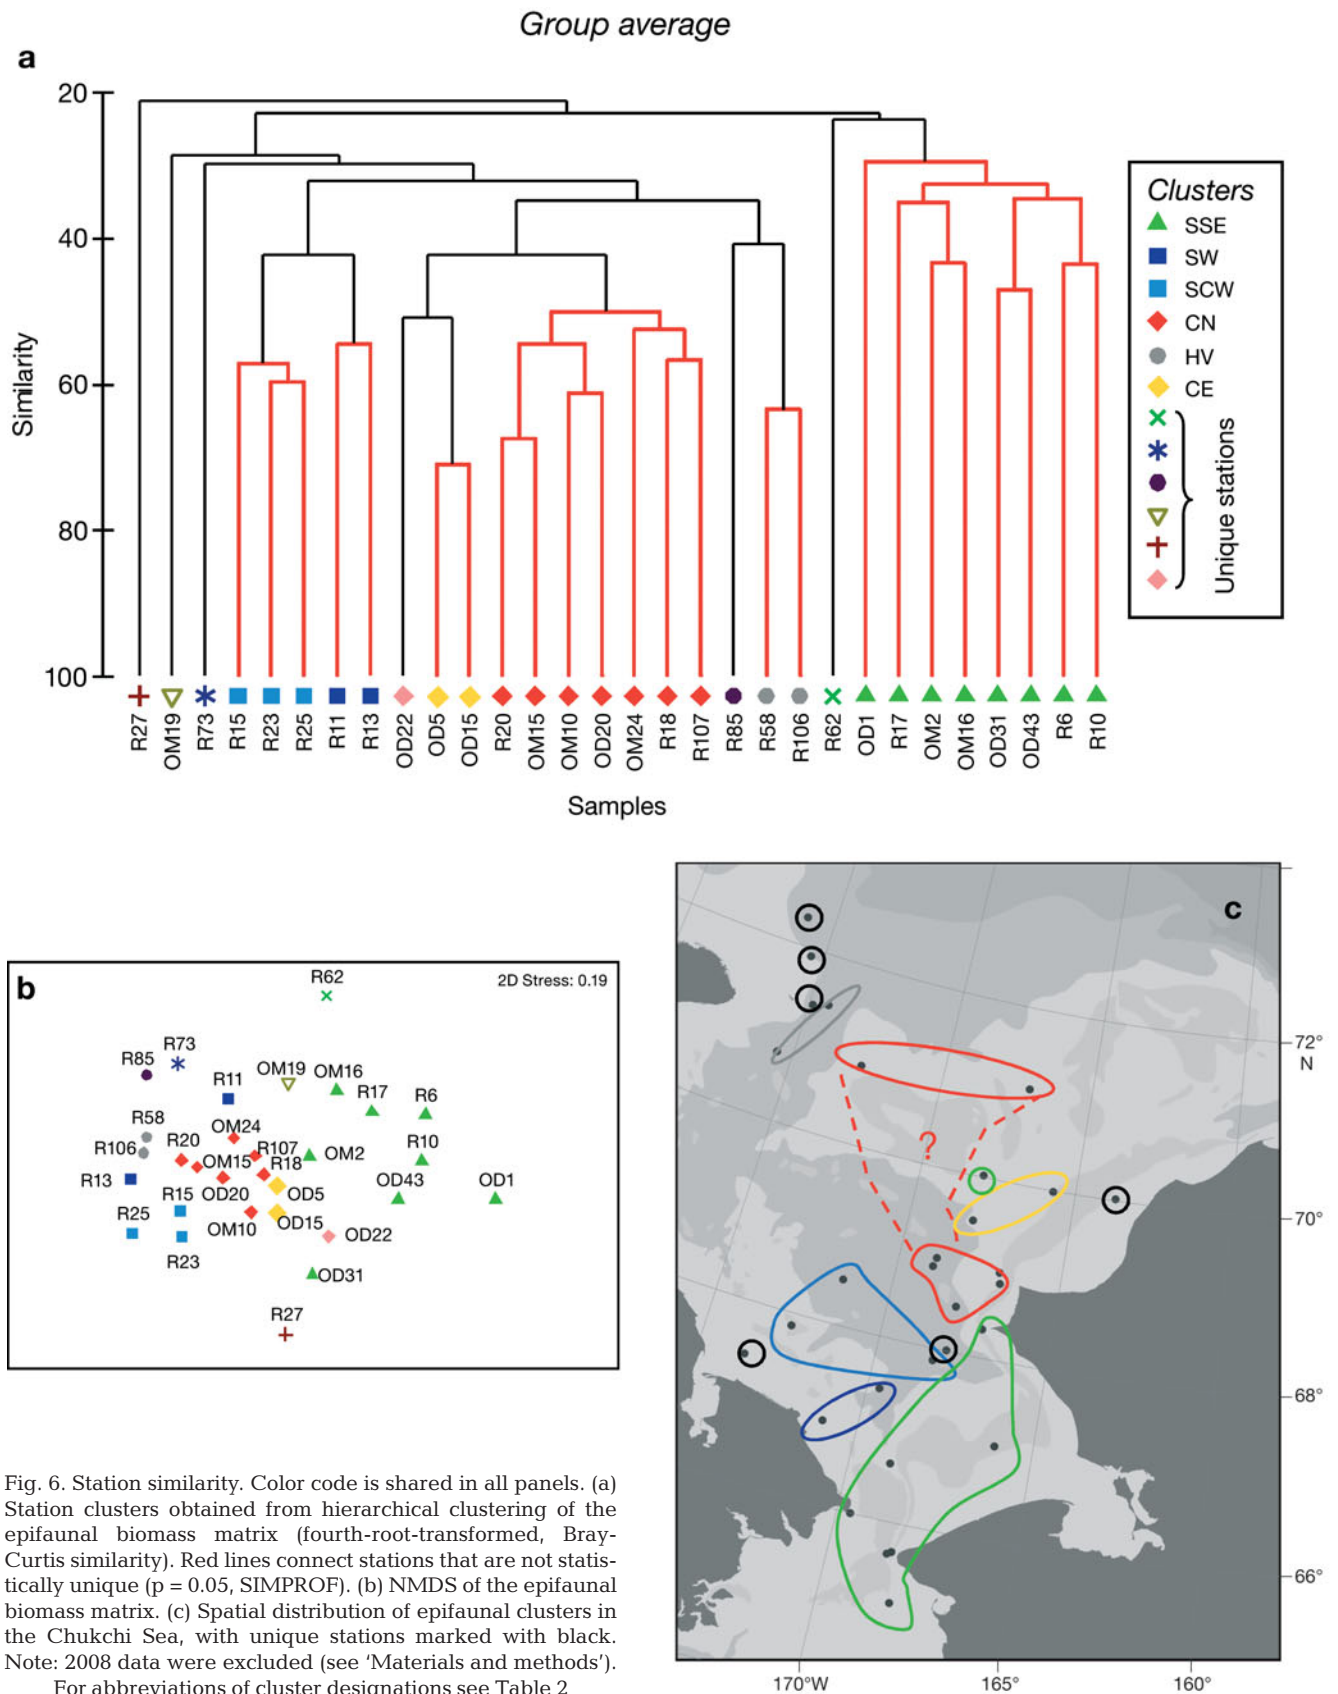 Group average
a
20
40
60
80
100
Similarity
R27
OM19
R73
R15
R23
R25
R11
R13
OD22
OD5
OD15
R20
OM15
OM10
OD20
OM24
R18
R107
R85
R58
R106
R62
OD1
R17
OM2
OM16
OD31
OD43
R6
R10
Samples
Clusters
SSE
SW
SCW
CN
HV
CE
Unique stations
b
2D Stress: 0.19
R62
R73
R85
OM19
OM16
R11
R17
R6
R58
OM24
R106
R20
R107
OM2
R10
OM15
R18
R13
OD43
OD1
R15
OD20
OD5
R25
OM10
OD15
OD22
R23
OD31
R27
c
72°
N
70°
68°
66°
170°W
165°
160°
?
Fig. 6. Station similarity. Color code is shared in all panels. (a)
Station clusters obtained from hierarchical clustering of the
epifaunal biomass matrix (fourth-root-transformed, Bray-
Curtis similarity). Red lines connect stations that are not statis-
tically unique (p = 0.05, SIMPROF). (b) NMDS of the epifaunal
biomass matrix. (c) Spatial distribution of epifaunal clusters in
the Chukchi Sea, with unique stations marked with black.
Note: 2008 data were excluded (see ‘Materials and methods’).
For abbreviations of cluster designations see Table 2